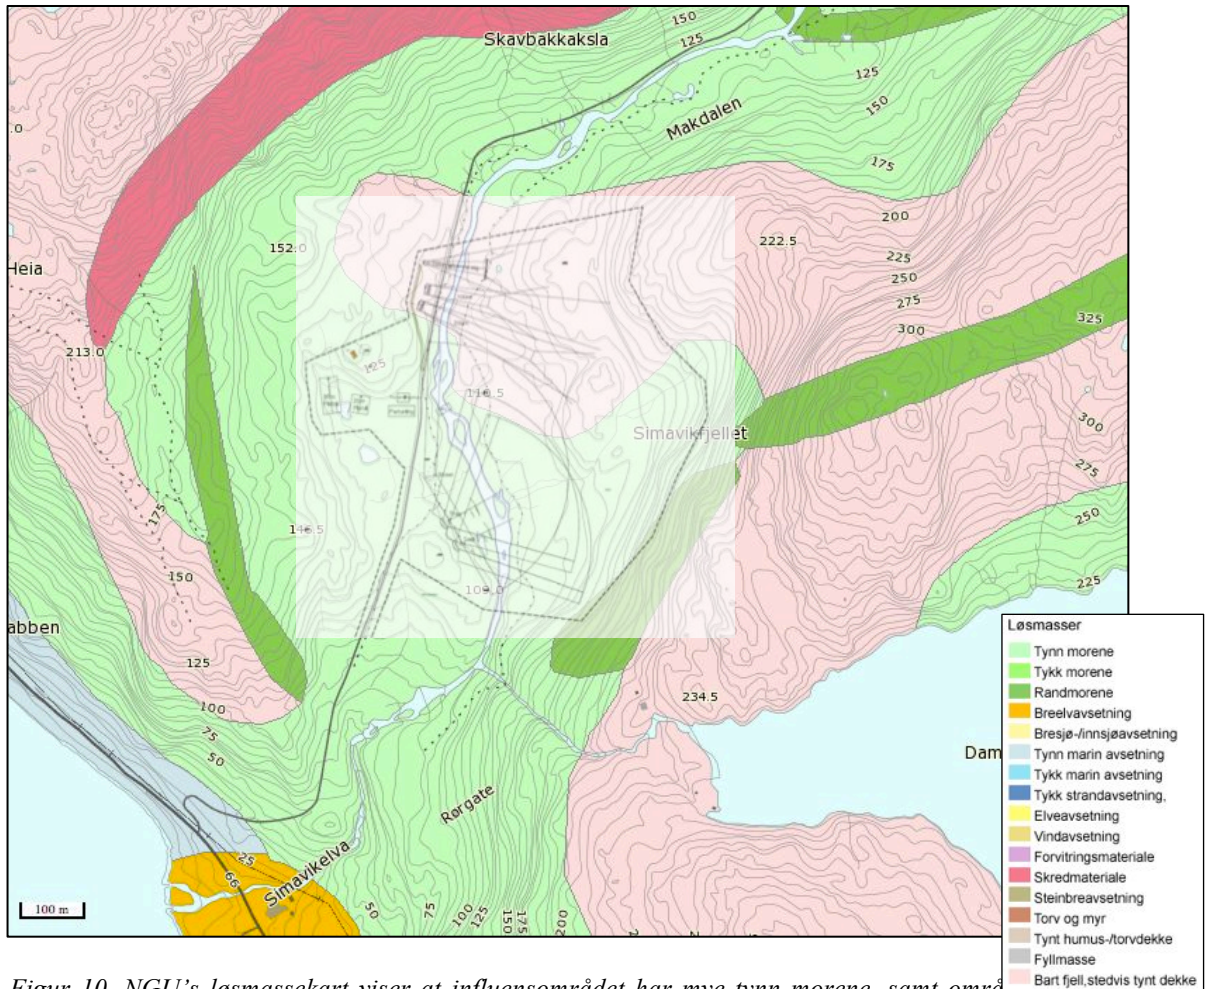 150
125
Skavbakkaksla
125
150
Makdalen
175
.0
200
152.0
222.5
225
250
Heia
275
300
325
213.0
125
116.5
300
Simavikfjellet
275
175
146.5
250
150
109.0
225
abben
125
234.5
100
75
50
Dam
Rørgate
25
66
Simavikelva
50
75
100
125
150
175
200
100 m
Løsmasser
Tynn morene
Tykk morene
Randmorene
Breelvavsetning
Bresjø-/innsjøavsetning
Tynn marin avsetning
Tykk marin avsetning
Tykk strandavsetning,
Elveavsetning
Vindavsetning
Forvitringsmateriale
Skredmateriale
Steinbreavsetning
Torv og myr
Tynt humus-/torvdekke
Fyllmasse
Bart fjell,stedvis tynt dekke
Figur 10. NGU's løsmassekart viser at influensområdet har mye tynn morene, samt områ